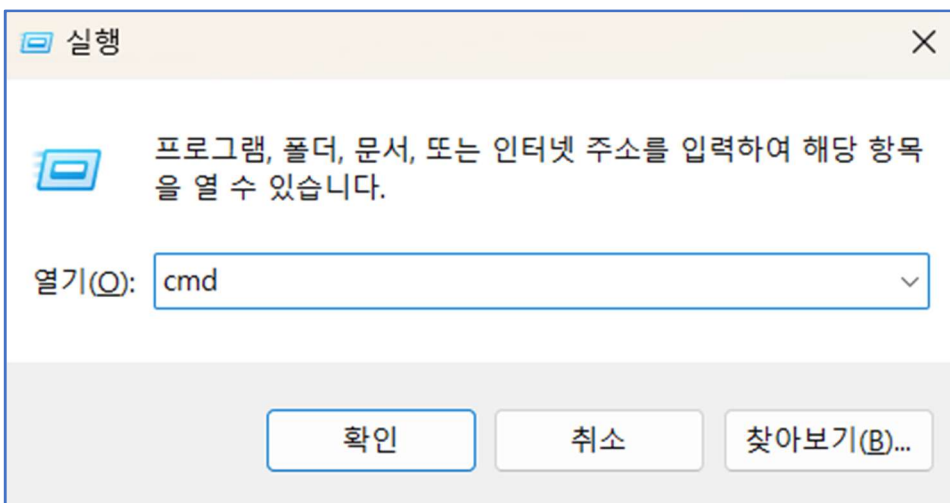 실행
프로그램, 폴더, 문서, 또는 인터넷 주소를 입력하여 해당 항목
을 열 수 있습니다.
열기(O): cmd
확인 취소 찾아보기(B)...